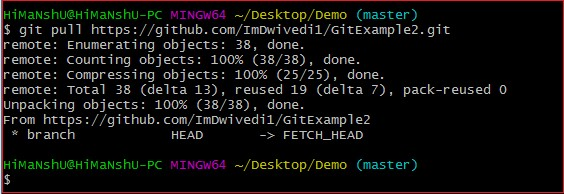 HiMaNshU@HiMaNShU-PC MINGW64 ~/Desktop/Demo (master)
$ git pull https://github.com/ImDwivedi1/GitExample2.git
remote: Enumerating objects: 38, done.
remote: Counting objects: 100% (38/38), done.
remote: Compressing objects: 100% (25/25), done.
remote: Total 38 (delta 13), reused 19 (delta 7), pack-reused 0
Unpacking objects: 100% (38/38), done.
From https://github.com/ImDwivedi1/GitExample2
 * branch            HEAD       -> FETCH_HEAD
HiMaNshU@HiMaNShU-PC MINGW64 ~/Desktop/Demo (master)
$